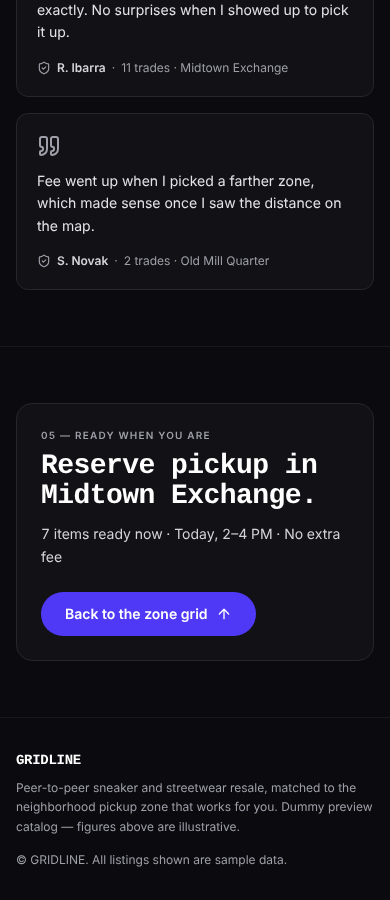 exactly. No surprises when I showed up to pick
it up.
R. Ibarra · 11 trades · Midtown Exchange
Fee went up when I picked a farther zone,
which made sense once I saw the distance on
the map.
S. Novak · 2 trades · Old Mill Quarter
05 — READY WHEN YOU ARE
Reserve pickup in
Midtown Exchange.
7 items ready now · Today, 2–4 PM · No extra
fee
Back to the zone grid ↑
GRIDLINE
Peer-to-peer sneaker and streetwear resale, matched to the
neighborhood pickup zone that works for you. Dummy preview
catalog — figures above are illustrative.
© GRIDLINE. All listings shown are sample data.